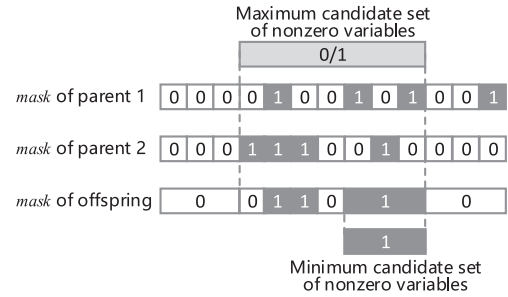 Maximum candidate set
of nonzero variables
0/1
mask of parent 1 0 0 0 0 1 0 0 1 0 1 0 0 1
mask of parent 2 0 0 0 1 1 1 0 0 1 0 0 0 0
mask of offspring 0 0 1 1 0 1 0
1
Minimum candidate set
of nonzero variables